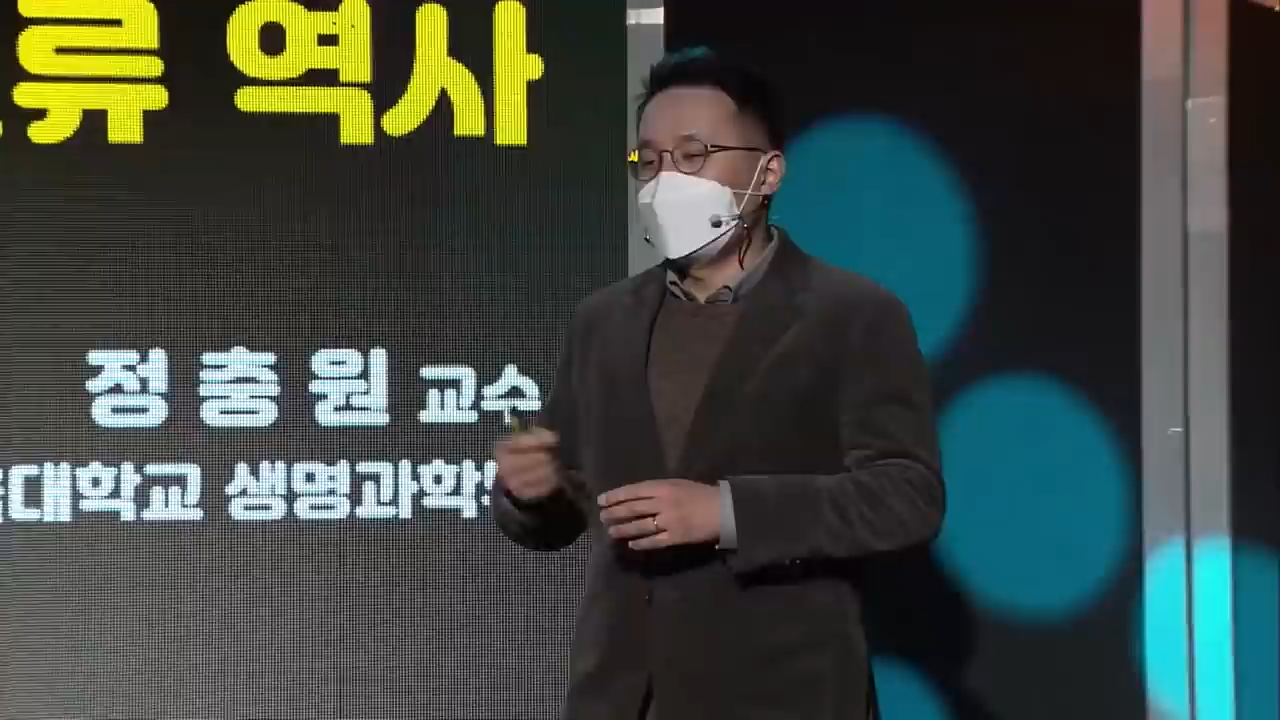 류 역사
정충원 교수
대학교 생명과학